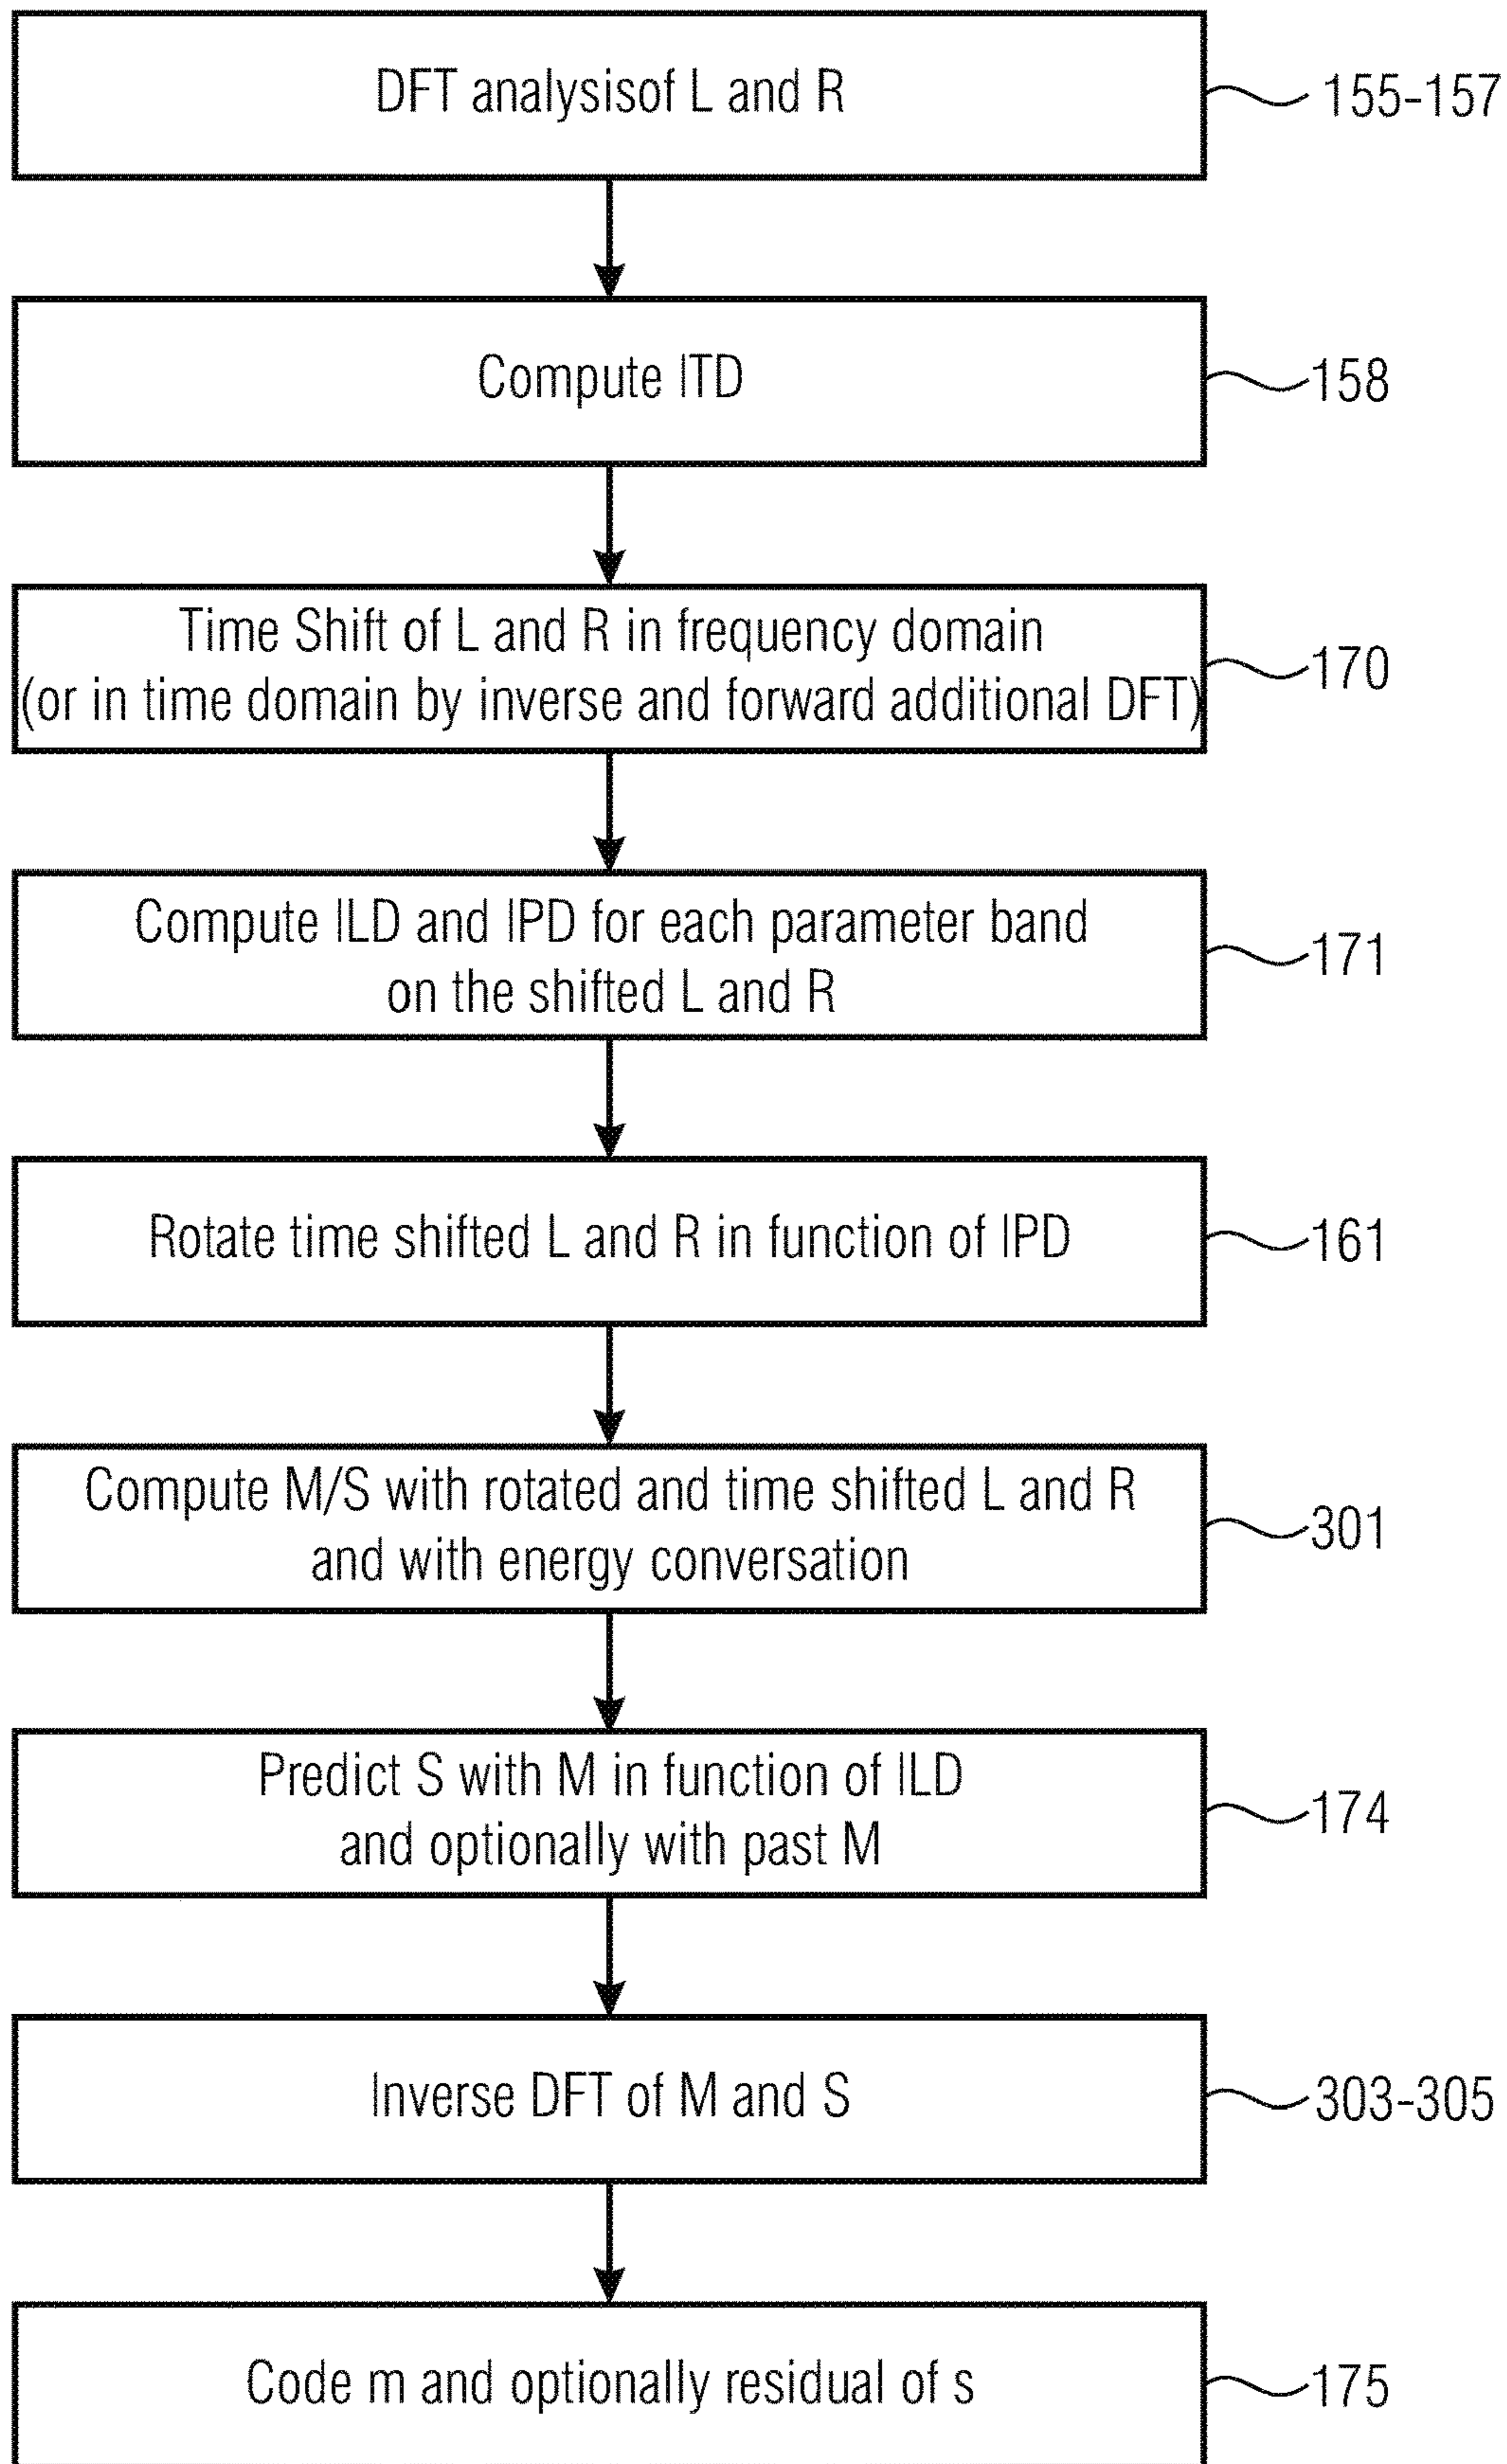 DFT analysisof L and R
155-157
Compute ITD
158
Time Shift of L and R in frequency domain
(or in time domain by inverse and forward additional DFT)
170
Compute ILD and IPD for each parameter band
on the shifted L and R
171
Rotate time shifted L and R in function of IPD
161
Compute M/S with rotated and time shifted L and R
and with energy conversation
301
Predict S with M in function of ILD
and optionally with past M
174
Inverse DFT of M and S
303-305
Code m and optionally residual of s
175